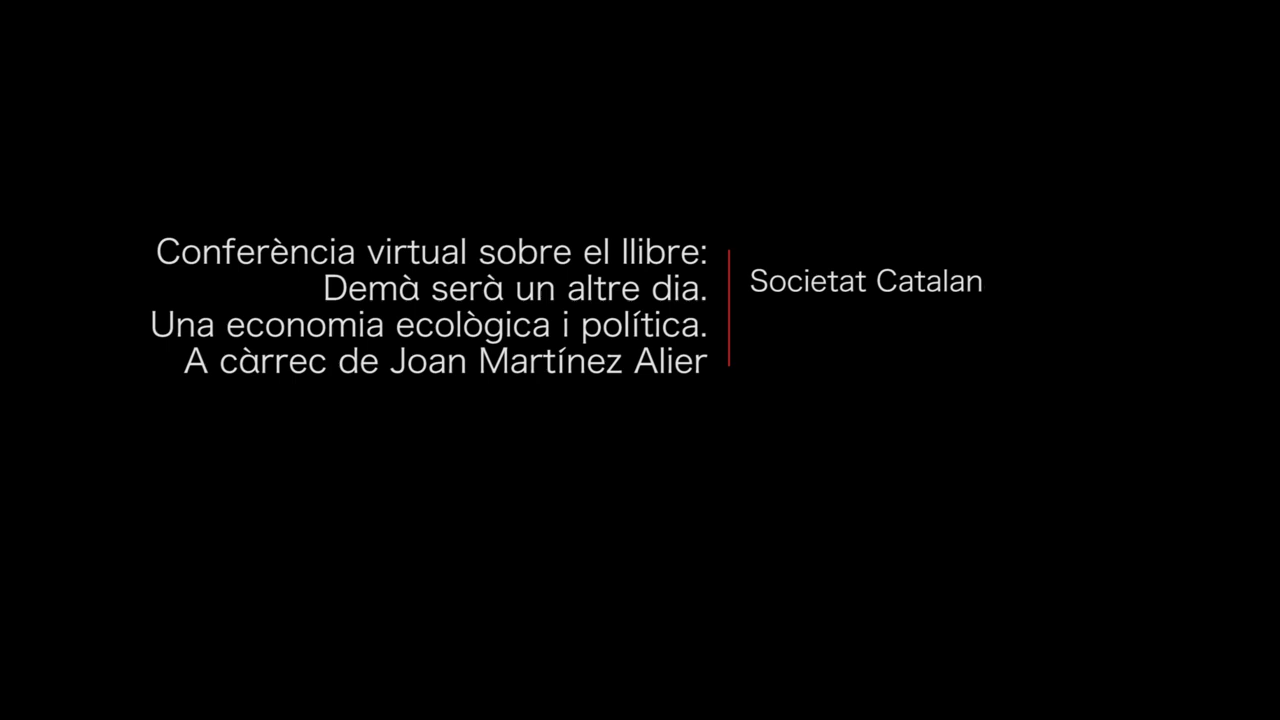 Conferència virtual sobre el llibre:
Demà serà un altre dia.
Una economia ecològica i política.
A càrrec de Joan Martínez Alier
Societat Catalan